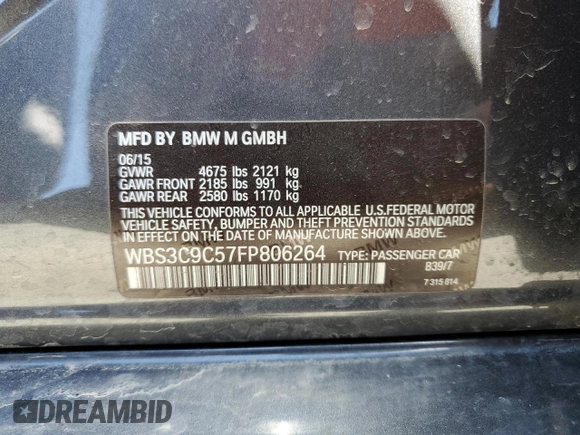 MFD BY BMW M GMBH
06/15
GVWR 4675 lbs 2121 kg
GAWR FRONT 2185 lbs 991 kg
GAWR REAR 2580 lbs 1170 kg
THIS VEHICLE CONFORMS TO ALL APPLICABLE U.S.FEDERAL MOTOR
VEHICLE SAFETY, BUMPER, AND THEFT PREVENTION STANDARDS
IN EFFECT ON THE DATE OF MANUFACTURE SHOWN ABOVE.
WBS3C9C57FP806264 TYPE: PASSENGER CAR
B39/7
7 315 814
DREAMBID